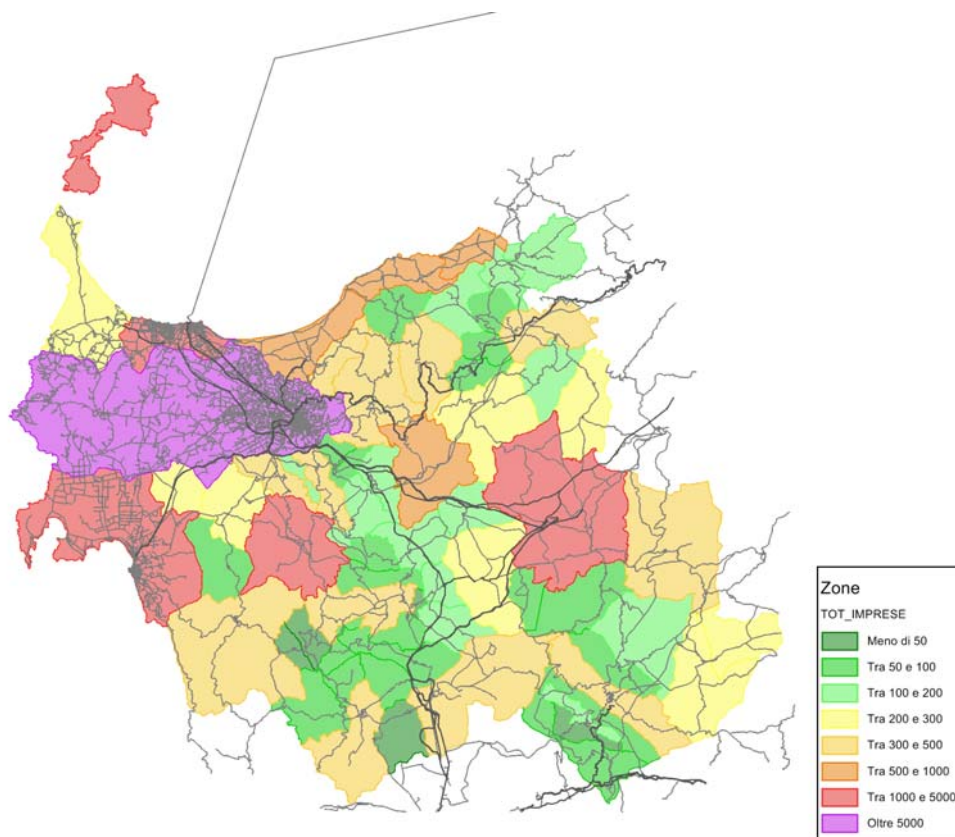 Zone
TOT_IMPRESE
Meno di 50
Tra 50 e 100
Tra 100 e 200
Tra 200 e 300
Tra 300 e 500
Tra 500 e 1000
Tra 1000 e 5000
Oltre 5000